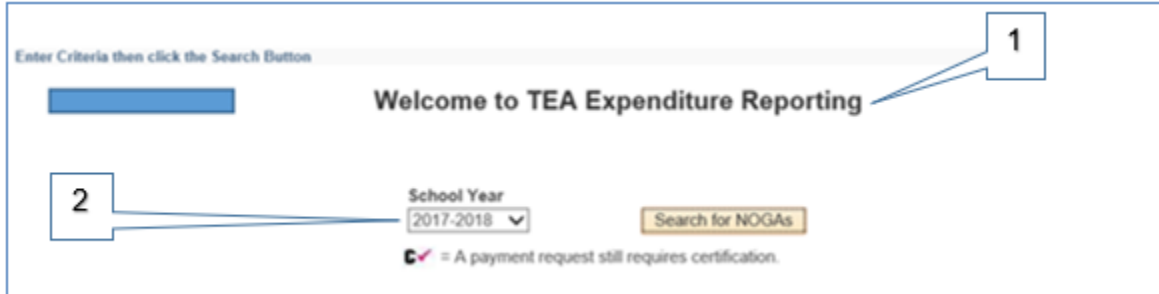 1
Enter Criteria then click the Search Button
Welcome to TEA Expenditure Reporting
2
School Year
2017-2018
Search for NOGAs
C✔ = A payment request still requires certification.